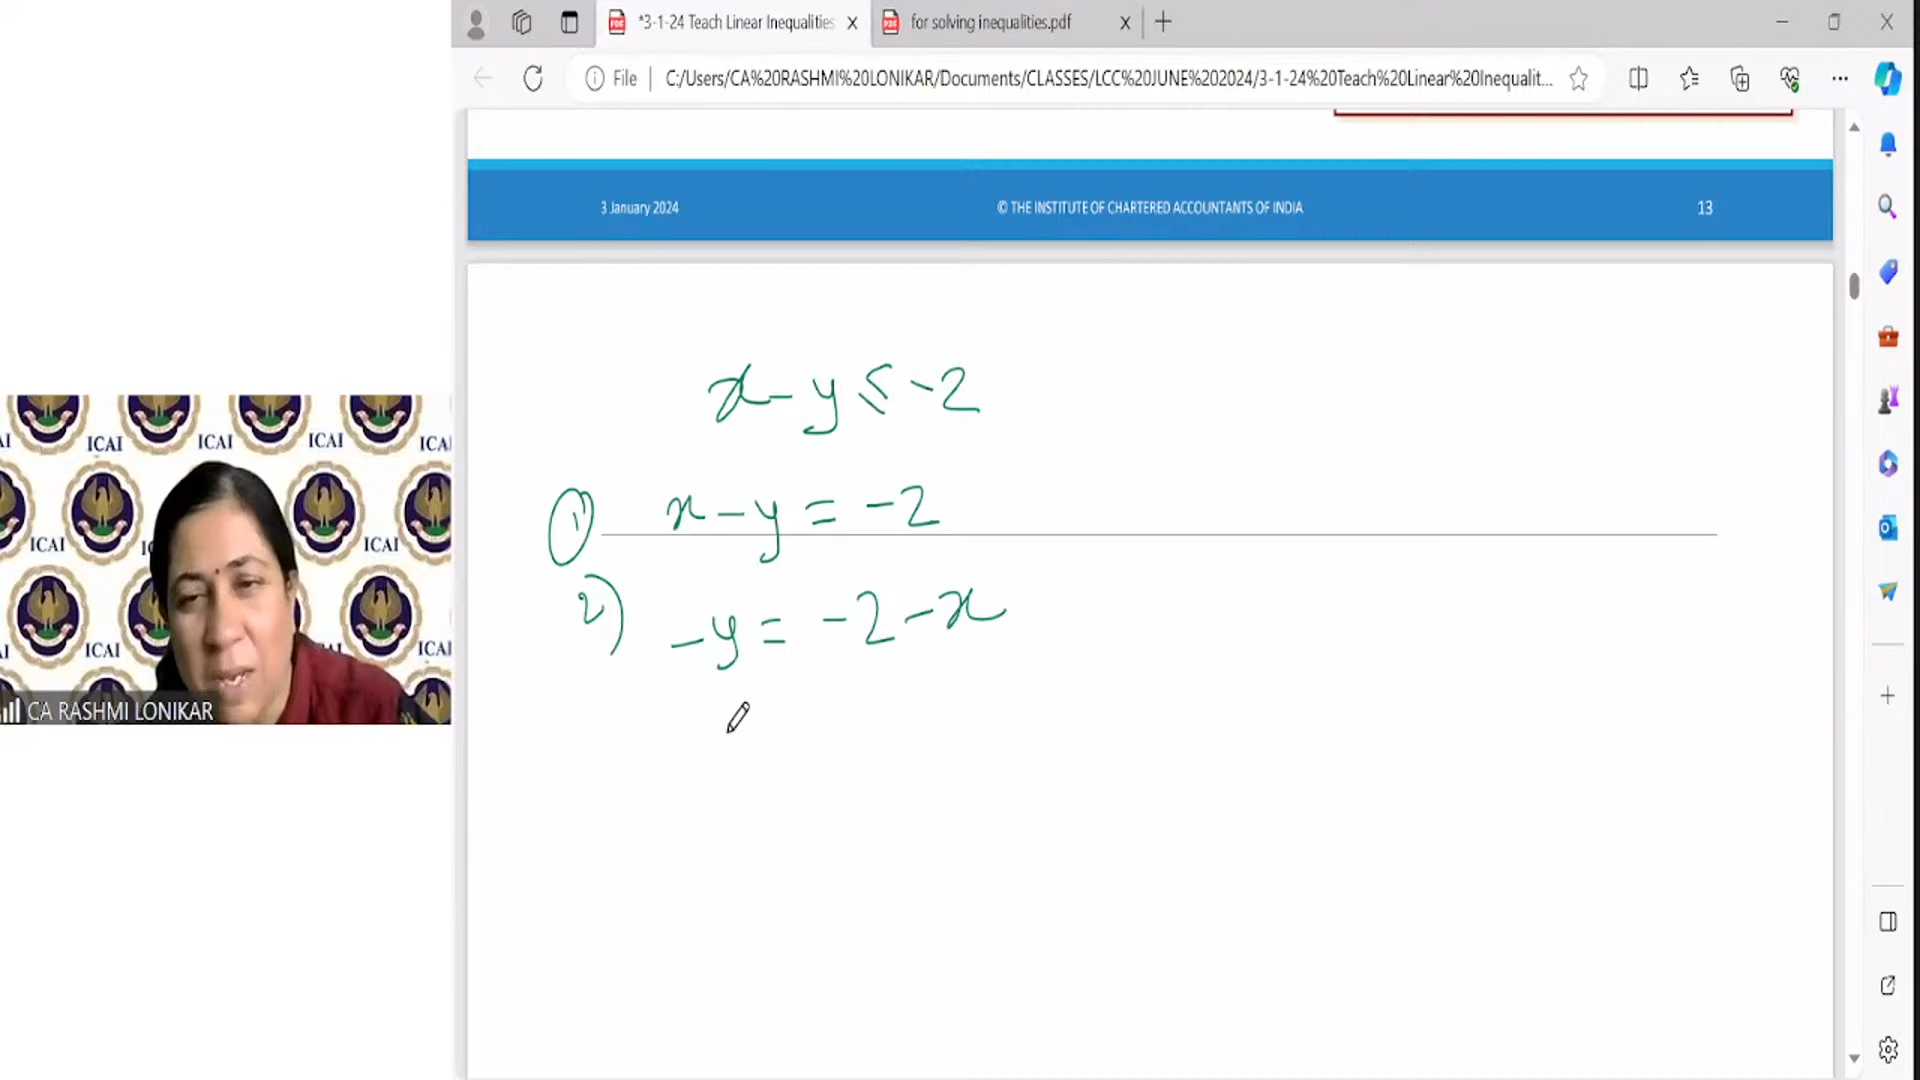 *3-1-24 Teach Linear Inequalities
for solving inequalities.pdf
File
C:/Users/CA%20RASHMI%20LONIKAR/Documents/CLASSES/LCC%20JUNE%202024/3-1-24%20Teach%20Linear%20Inequalit...
3 January 2024
© THE INSTITUTE OF CHARTERED ACCOUNTANTS OF INDIA
13
x - y ≤ -2
① x - y = -2
2) -y = -2 - x
ICAI ICAI ICAI ICAI
ICAI ICAI
ICAI ICAI
CA RASHMI LONIKAR